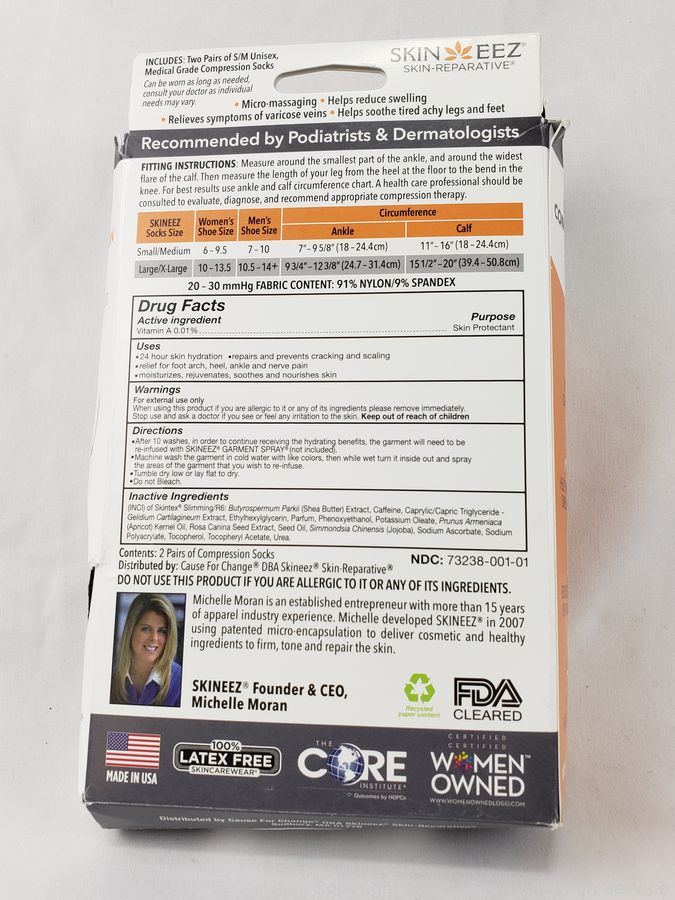 INCLUDES: Two Pairs of S/M Unisex,
Medical Grade Compression Socks
Can be worn as long as needed,
consult your doctor as individual
needs may vary.
SKINEEZ®
SKIN-REPARATIVE®
• Micro-massaging • Helps reduce swelling
• Relieves symptoms of varicose veins • Helps soothe tired achy legs and feet
Recommended by Podiatrists & Dermatologists
FITTING INSTRUCTIONS: Measure around the smallest part of the ankle, and around the widest
flare of the calf. Then measure the length of your leg from the heel at the floor to the bend in the
knee. For best results use ankle and calf circumference chart. A health care professional should be
consulted to evaluate, diagnose, and recommend appropriate compression therapy.
SKINEEZ Socks Size Women's Shoe Size Men's Shoe Size Circumference
Ankle Calf
Small/Medium 6 - 9.5 7 - 10 7"- 9 5/8" (18 - 24.4cm) 11"- 16" (18 - 24.4cm)
Large/X-Large 10 - 13.5 10.5 - 14+ 9 3/4" - 12 3/8" (24.7 - 31.4cm) 15 1/2" - 20" (39.4 - 50.8cm)
20 - 30 mmHg FABRIC CONTENT: 91% NYLON/9% SPANDEX
Drug Facts
Active ingredient Purpose
Vitamin A 0.01% Skin Protectant
Uses
•24 hour skin hydration •repairs and prevents cracking and scaling
•relief for foot arch, heel, ankle and nerve pain
•moisturizes, rejuvenates, soothes and nourishes skin
Warnings
For external use only
When using this product if you are allergic to it or any of its ingredients please remove immediately.
Stop use and ask a doctor if you see or feel any irritation to the skin. Keep out of reach of children
Directions
•After 10 washes, in order to continue receiving the hydrating benefits, the garment will need to be
re-infused with SKINEEZ® GARMENT SPRAY® (not included).
•Machine wash the garment in cold water with like colors, then while wet turn it inside out and spray
the areas of the garment that you wish to re-infuse.
•Tumble dry low or lay flat to dry.
•Do not Bleach.
Inactive Ingredients
(INCI) of Skintex® Slimming/R6: Butyrospermum Parkii (Shea Butter) Extract, Caffeine, Caprylic/Capric Triglyceride -
Gelidium Cartilagineum Extract, Ethylhexylglycerin, Parfum, Phenoxyethanol, Potassium Oleate, Prunus Armeniaca
(Apricot) Kernel Oil, Rosa Canina Seed Extract, Seed Oil, Simmondsia Chinensis (Jojoba), Sodium Ascorbate, Sodium
Polyacrylate, Tocopherol, Tocopheryl Acetate, Urea.
Contents: 2 Pairs of Compression Socks
Distributed by: Cause For Change® DBA Skineez® Skin-Reparative®
NDC: 73238-001-01
DO NOT USE THIS PRODUCT IF YOU ARE ALLERGIC TO IT OR ANY OF ITS INGREDIENTS.
Michelle Moran is an established entrepreneur with more than 15 years
of apparel industry experience. Michelle developed SKINEEZ® in 2007
using patented micro-encapsulation to deliver cosmetic and healthy
ingredients to firm, tone and repair the skin.
SKINEEZ® Founder & CEO,
Michelle Moran
Recycled
paper content
FDA
CLEARED
MADE IN USA
100%
LATEX FREE
SKINCAREWEAR®
THE
CORE
INSTITUTE®
Outcomes by HOPCo
CERTIFIED
CERTIFIED
WOMEN™
OWNED
WWW.WOMENOWNEDLOGO.COM
Distributed by Cause For Change® DBA Skineez® Skin-Reparative®
Copyright